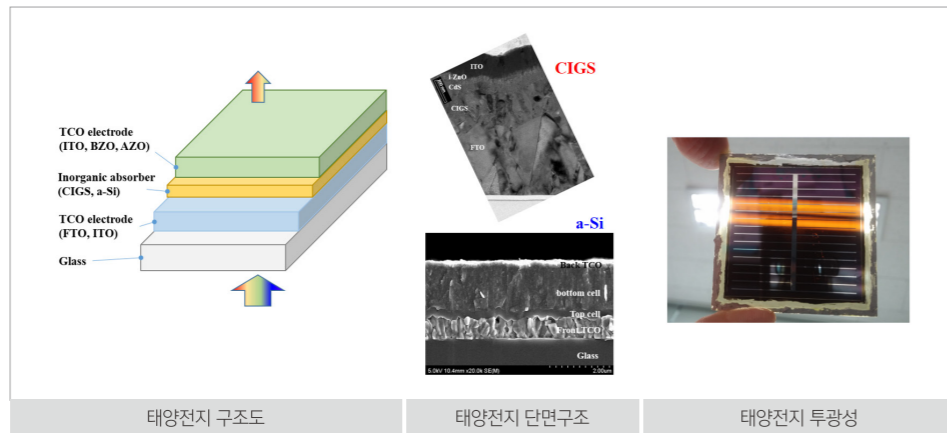 TCO electrode
(ITO, BZO, AZO)
Inorganic absorber
(CIGS, a-Si)
TCO electrode
(FTO, ITO)
Glass
CIGS
ITO
i-ZnO
CdS
CIGS
FTO
a-Si
Back TCO
bottom cell
Top cell
Front TCO
Glass
5.0kV 10.4mm x20.0k SE(M)
2.00um
태양전지 구조도
태양전지 단면구조
태양전지 투광성